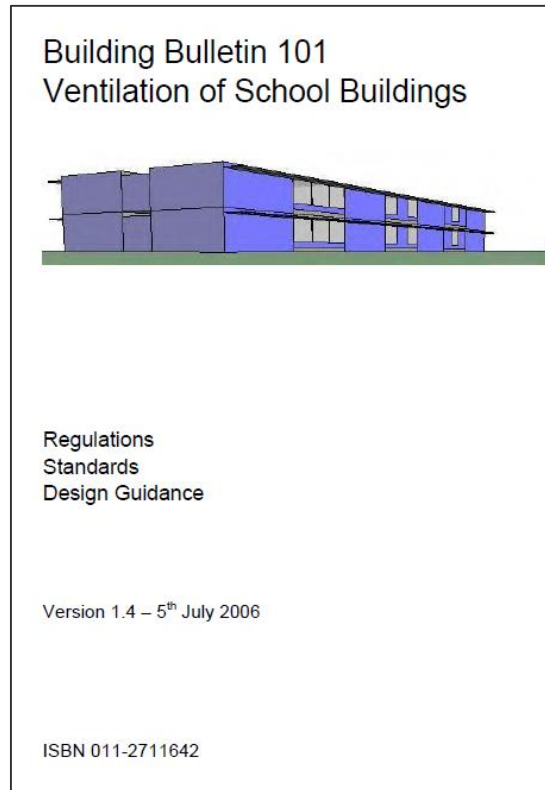 Building Bulletin 101
Ventilation of School Buildings
Regulations
Standards
Design Guidance
Version 1.4 – 5th July 2006
ISBN 011-2711642